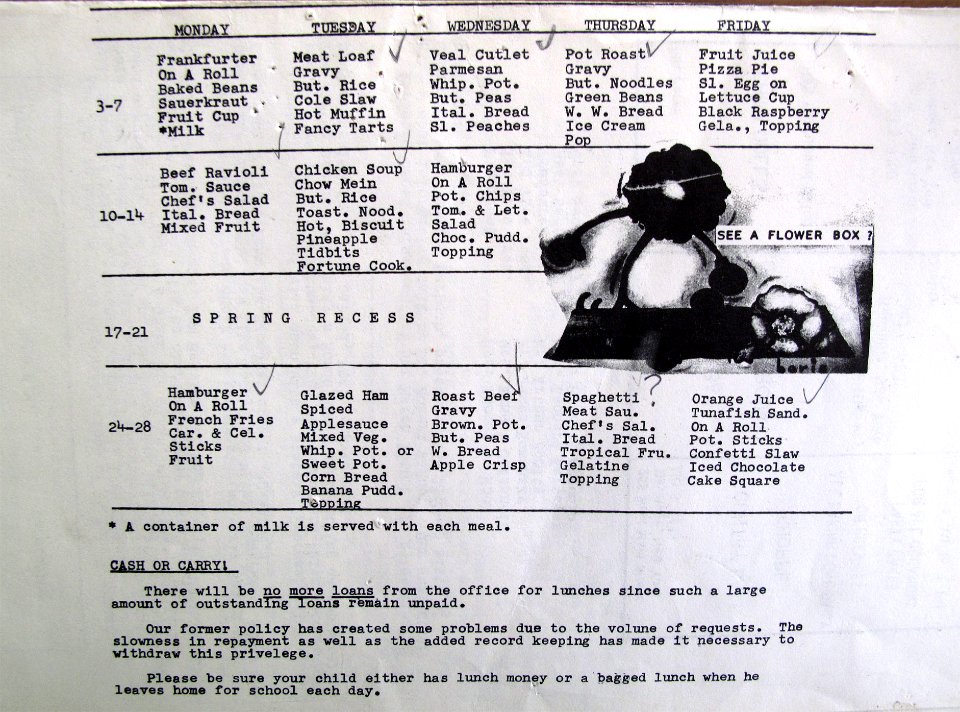 MONDAY TUESDAY WEDNESDAY THURSDAY FRIDAY
3-7
Frankfurter
On A Roll
Baked Beans
Sauerkraut
Fruit Cup
*Milk
Meat Loaf
Gravy
But. Rice
Cole Slaw
Hot Muffin
Fancy Tarts
Veal Cutlet
Parmesan
Whip. Pot.
But. Peas
Ital. Bread
Sl. Peaches
Pot Roast
Gravy
But. Noodles
Green Beans
W. W. Bread
Ice Cream
Pop
Fruit Juice
Pizza Pie
Sl. Egg on
Lettuce Cup
Black Raspberry
Gela., Topping
10-14
Beef Ravioli
Tom. Sauce
Chef's Salad
Ital. Bread
Mixed Fruit
Chicken Soup
Chow Mein
But. Rice
Toast. Nood.
Hot, Biscuit
Pineapple
Tidbits
Fortune Cook.
Hamburger
On A Roll
Pot. Chips
Tom. & Let.
Salad
Choc. Pudd.
Topping
SEE A FLOWER BOX ?
17-21
SPRING RECESS
24-28
Hamburger
On A Roll
French Fries
Car. & Cel.
Sticks
Fruit
Glazed Ham
Spiced
Applesauce
Mixed Veg.
Whip. Pot. or
Sweet Pot.
Corn Bread
Banana Pudd.
Topping
Roast Beef
Gravy
Brown. Pot.
But. Peas
W. Bread
Apple Crisp
Spaghetti ?
Meat Sau.
Chef's Sal.
Ital. Bread
Tropical Fru.
Gelatine
Topping
Orange Juice
Tunafish Sand.
On A Roll
Pot. Sticks
Confetti Slaw
Iced Chocolate
Cake Square
* A container of milk is served with each meal.
CASH OR CARRY!
There will be no more loans from the office for lunches since such a large
amount of outstanding loans remain unpaid.
Our former policy has created some problems due to the volune of requests. The
slowness in repayment as well as the added record keeping has made it necessary to
withdraw this privelege.
Please be sure your child either has lunch money or a bagged lunch when he
leaves home for school each day.